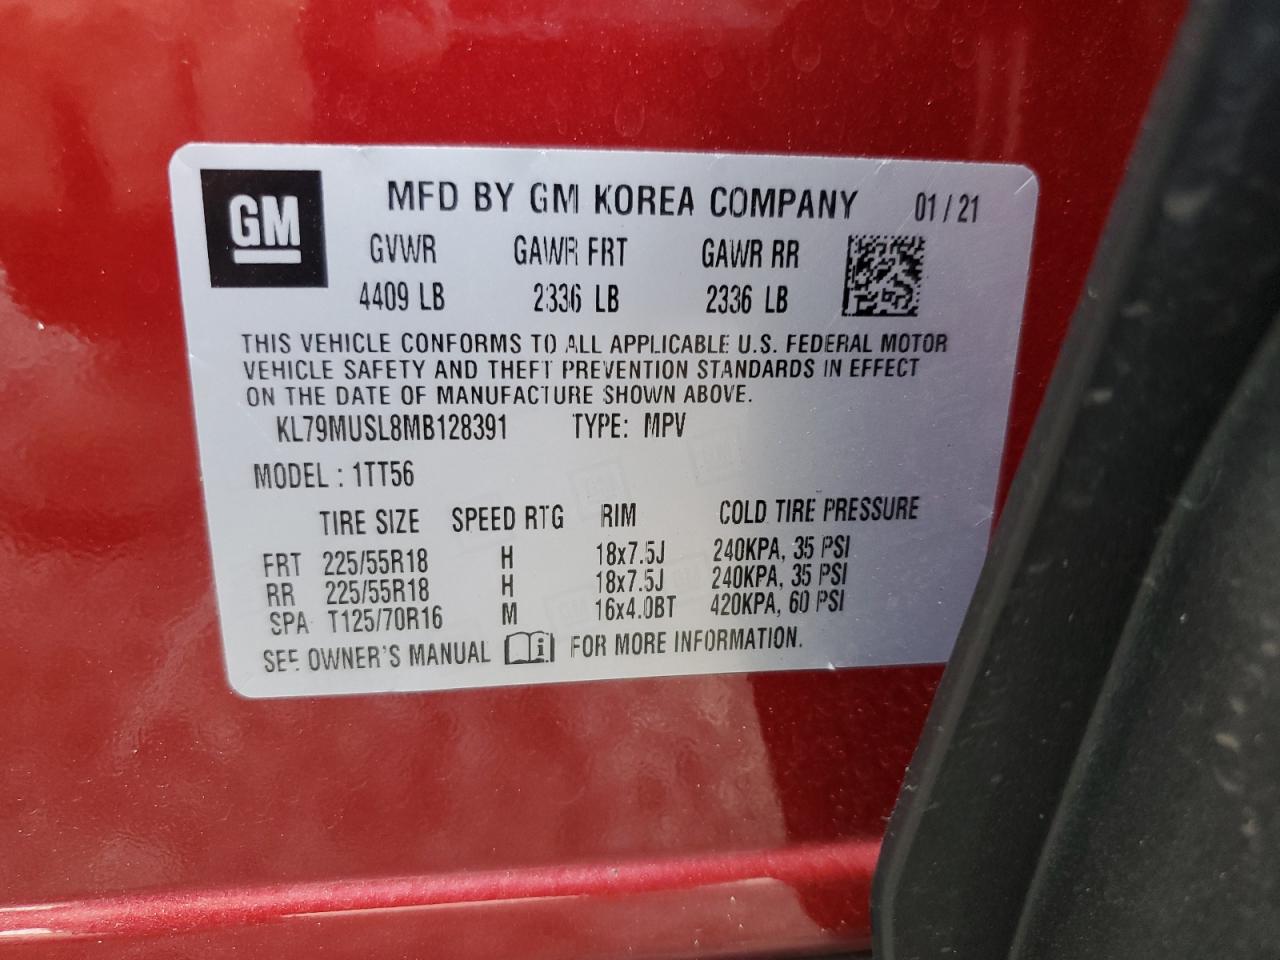 GM MFD BY GM KOREA COMPANY 01/21
GVWR GAWR FRT GAWR RR
4409 LB 2336 LB 2336 LB
THIS VEHICLE CONFORMS TO ALL APPLICABLE U.S. FEDERAL MOTOR
VEHICLE SAFETY AND THEFT PREVENTION STANDARDS IN EFFECT
ON THE DATE OF MANUFACTURE SHOWN ABOVE.
KL79MUSL8MB128391 TYPE: MPV
MODEL : 1TT56
TIRE SIZE SPEED RTG RIM COLD TIRE PRESSURE
FRT 225/55R18 H 18x7.5J 240KPA, 35 PSI
RR 225/55R18 H 18x7.5J 240KPA, 35 PSI
SPA T125/70R16 M 16x4.0BT 420KPA, 60 PSI
SEE OWNER'S MANUAL FOR MORE INFORMATION.